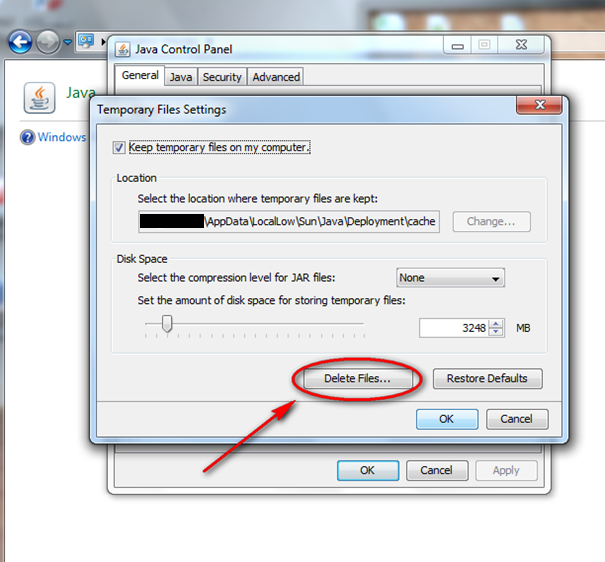 Java Control Panel
General
Java
Security
Advanced
Java
Windows
Temporary Files Settings
Keep temporary files on my computer.
Location
Select the location where temporary files are kept:
\AppData\LocalLow\Sun\Java\Deployment\cache
Change...
Disk Space
Select the compression level for JAR files:
None
Set the amount of disk space for storing temporary files:
3248
MB
Delete Files...
Restore Defaults
OK
Cancel
OK
Cancel
Apply